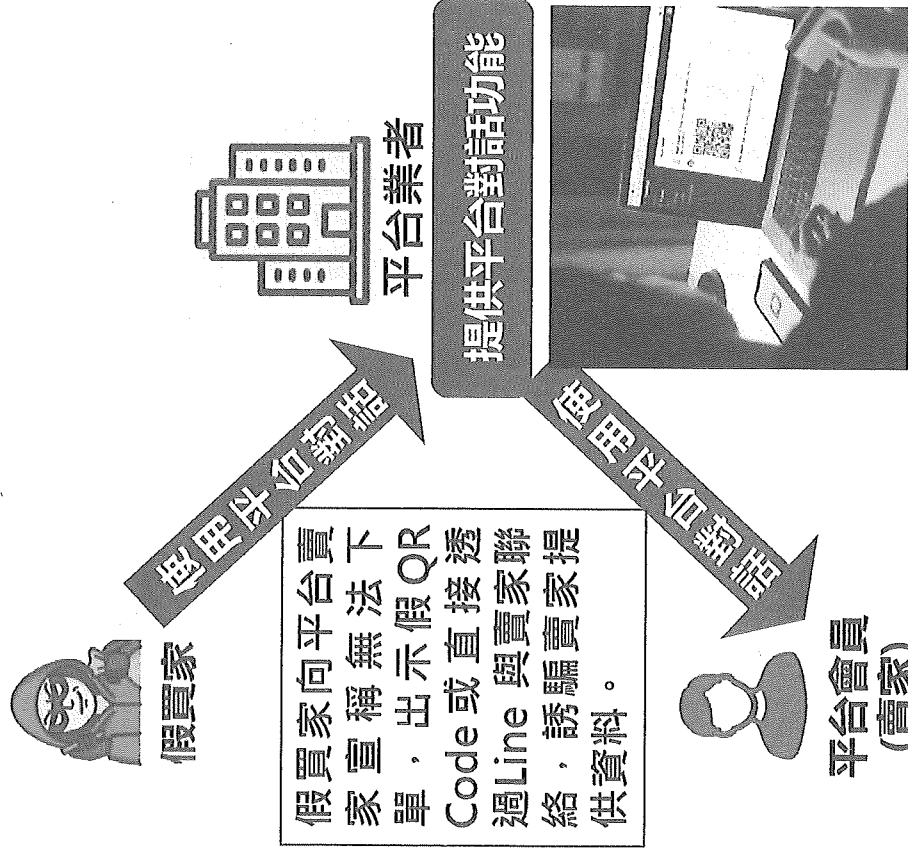 假買家
使用平台對話
平台業者
提供平台對話功能
假買家向平台賣
家宣稱無法下
單，出示假QR
Code或直接透
過Line 與賣家聯
絡，誘騙賣家提
供資料。
使用平台對話
平台會員
(賣家)